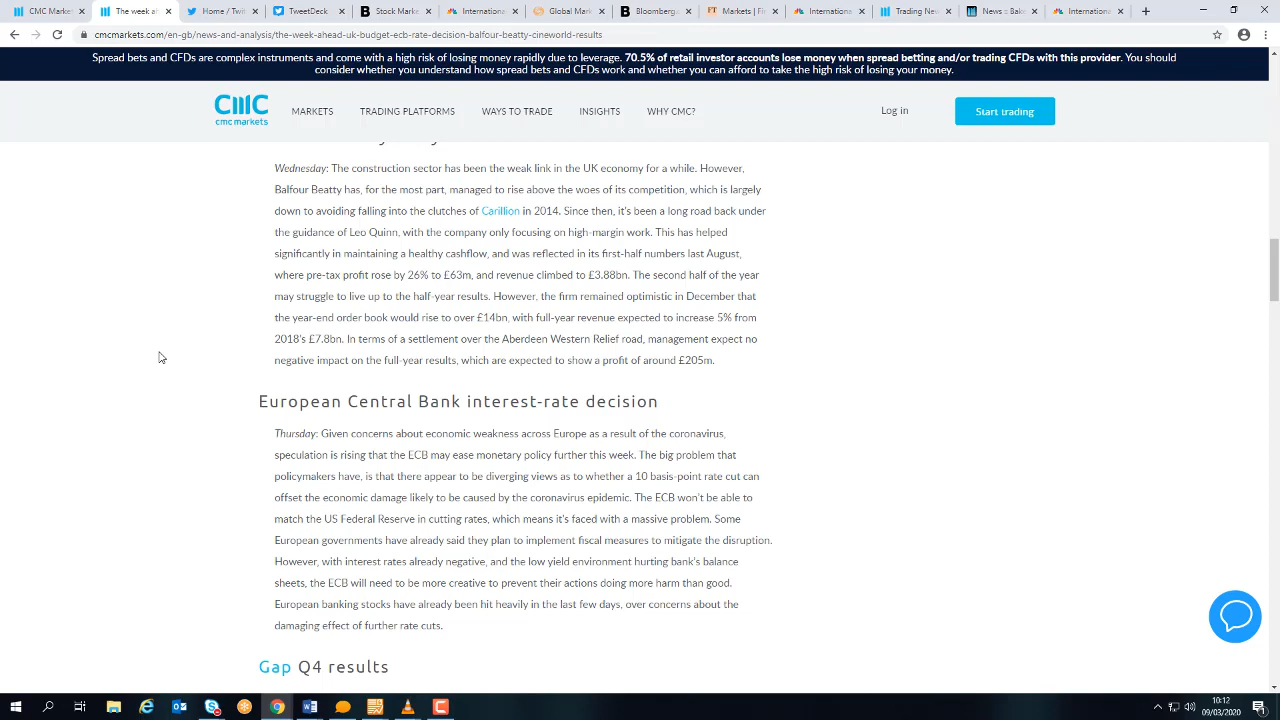 CMC Market
The week ah
Home / Twit
TweetDeck
Stock Marke
Internationa
Global Mark
Bloomberg
Markets | Fi
Internationa
Trading New
News :: Bake
Internationa
cmcmarkets.com/en-gb/news-and-analysis/the-week-ahead-uk-budget-ecb-rate-decision-balfour-beatty-cineworld-results
Spread bets and CFDs are complex instruments and come with a high risk of losing money rapidly due to leverage. 70.5% of retail investor accounts lose money when spread betting and/or trading CFDs with this provider. You should
consider whether you understand how spread bets and CFDs work and whether you can afford to take the high risk of losing your money.
cmc markets
MARKETS
TRADING PLATFORMS
WAYS TO TRADE
INSIGHTS
WHY CMC?
Log in
Start trading
Wednesday: The construction sector has been the weak link in the UK economy for a while. However,
Balfour Beatty has, for the most part, managed to rise above the woes of its competition, which is largely
down to avoiding falling into the clutches of Carillion in 2014. Since then, it's been a long road back under
the guidance of Leo Quinn, with the company only focusing on high-margin work. This has helped
significantly in maintaining a healthy cashflow, and was reflected in its first-half numbers last August,
where pre-tax profit rose by 26% to £63m, and revenue climbed to £3.88bn. The second half of the year
may struggle to live up to the half-year results. However, the firm remained optimistic in December that
the year-end order book would rise to over £14bn, with full-year revenue expected to increase 5% from
2018's £7.8bn. In terms of a settlement over the Aberdeen Western Relief road, management expect no
negative impact on the full-year results, which are expected to show a profit of around £205m.
European Central Bank interest-rate decision
Thursday: Given concerns about economic weakness across Europe as a result of the coronavirus,
speculation is rising that the ECB may ease monetary policy further this week. The big problem that
policymakers have, is that there appear to be diverging views as to whether a 10 basis-point rate cut can
offset the economic damage likely to be caused by the coronavirus epidemic. The ECB won't be able to
match the US Federal Reserve in cutting rates, which means it's faced with a massive problem. Some
European governments have already said they plan to implement fiscal measures to mitigate the disruption.
However, with interest rates already negative, and the low yield environment hurting bank's balance
sheets, the ECB will need to be more creative to prevent their actions doing more harm than good.
European banking stocks have already been hit heavily in the last few days, over concerns about the
damaging effect of further rate cuts.
Gap Q4 results
10:12
09/03/2020